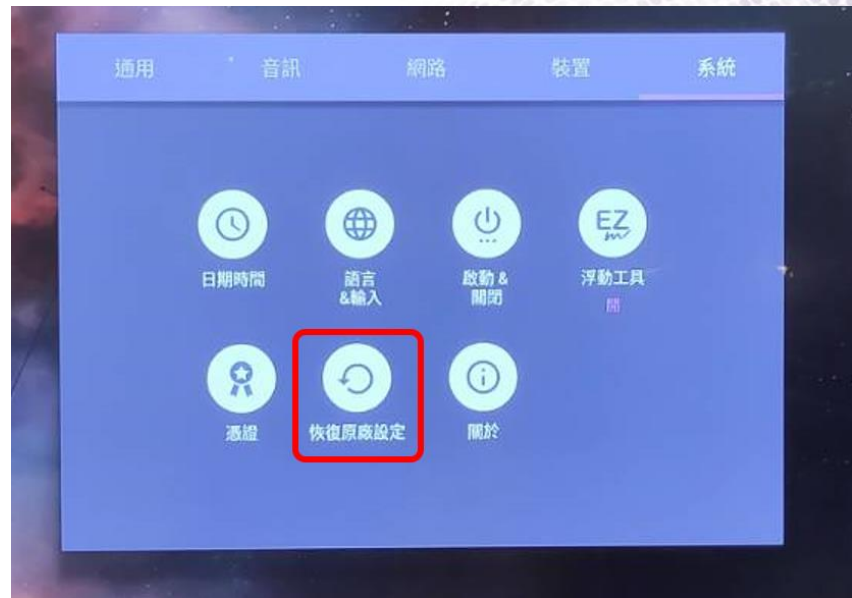 通用
音訊
網路
裝置
系統
日期時間
語言
&輸入
啟動 &
關閉
EZ
浮動工具
開
憑證
恢復原廠設定
關於